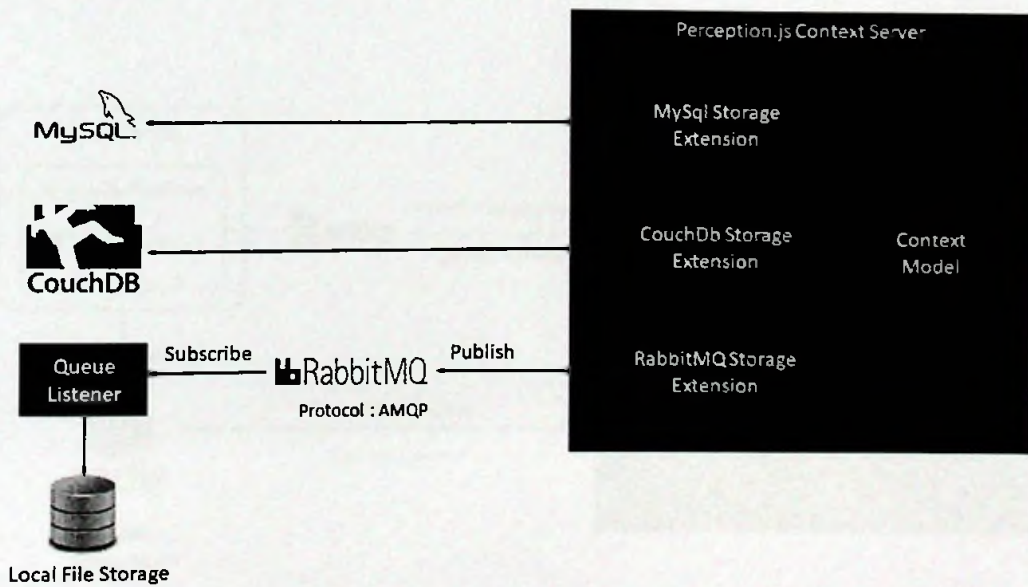 Perception.js Context Server
MySQL
MySql Storage
Extension
CouchDB
CouchDb Storage
Extension
Context
Model
Queue
Listener
Subscribe
RabbitMQ
Protocol : AMQP
Publish
RabbitMQ Storage
Extension
Local File Storage